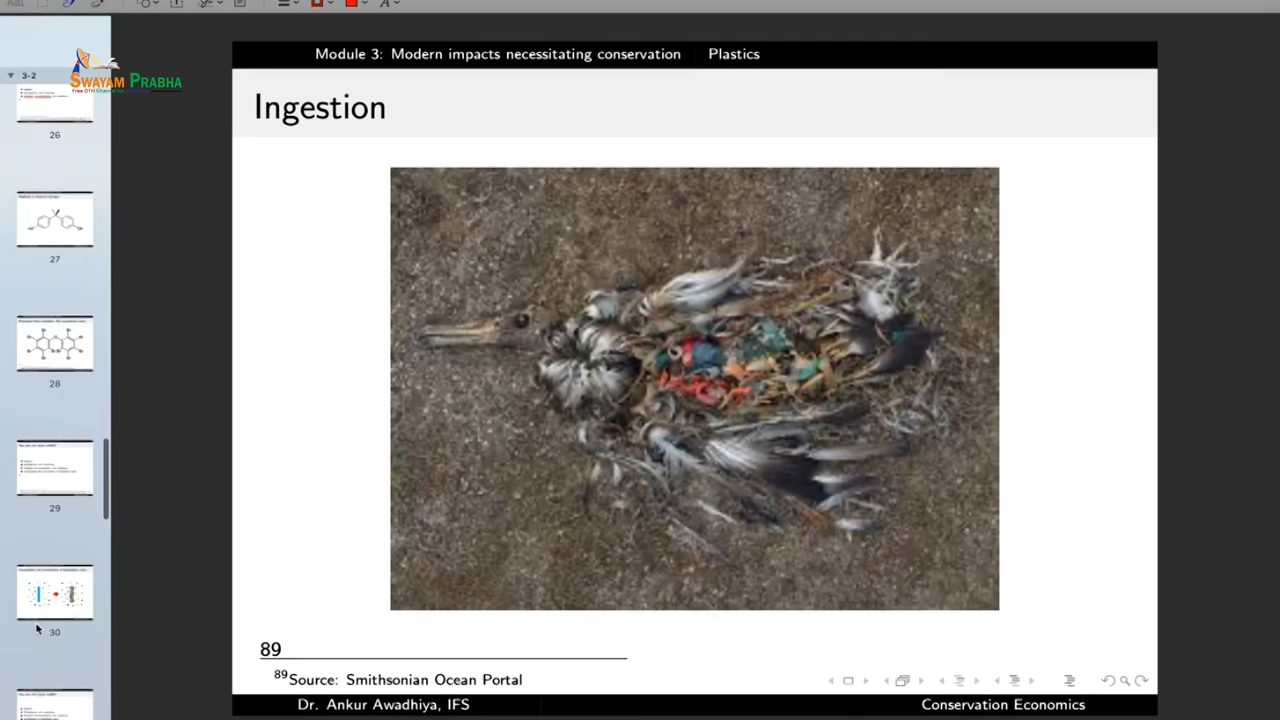 3-2
SWAYAM PRABHA
26
27
28
29
30
Module 3: Modern impacts necessitating conservation Plastics
Ingestion
89
89Source: Smithsonian Ocean Portal
Dr. Ankur Awadhiya, IFS Conservation Economics